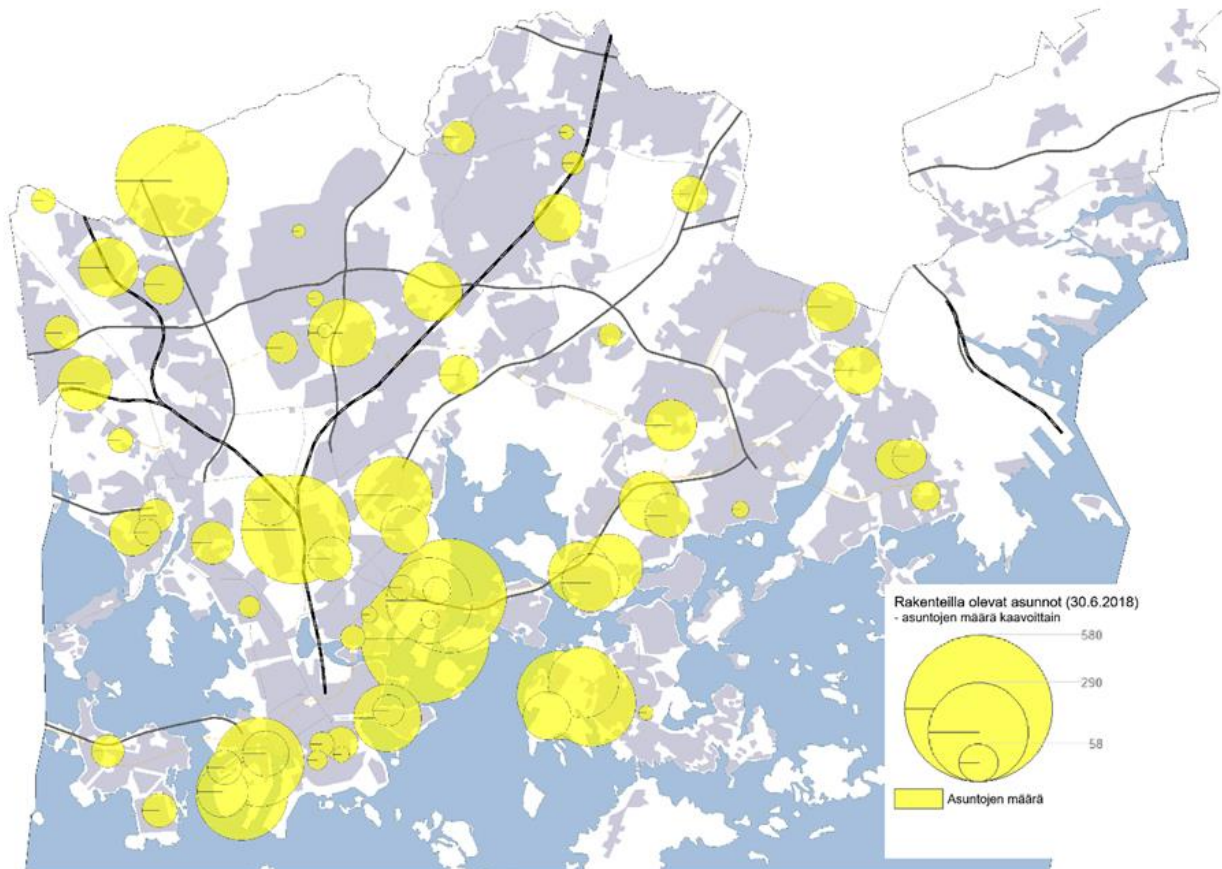 Rakenteilla olevat asunnot (30.6.2018)
- asuntojen määrä kaavoittain
580
290
58
Asuntojen määrä